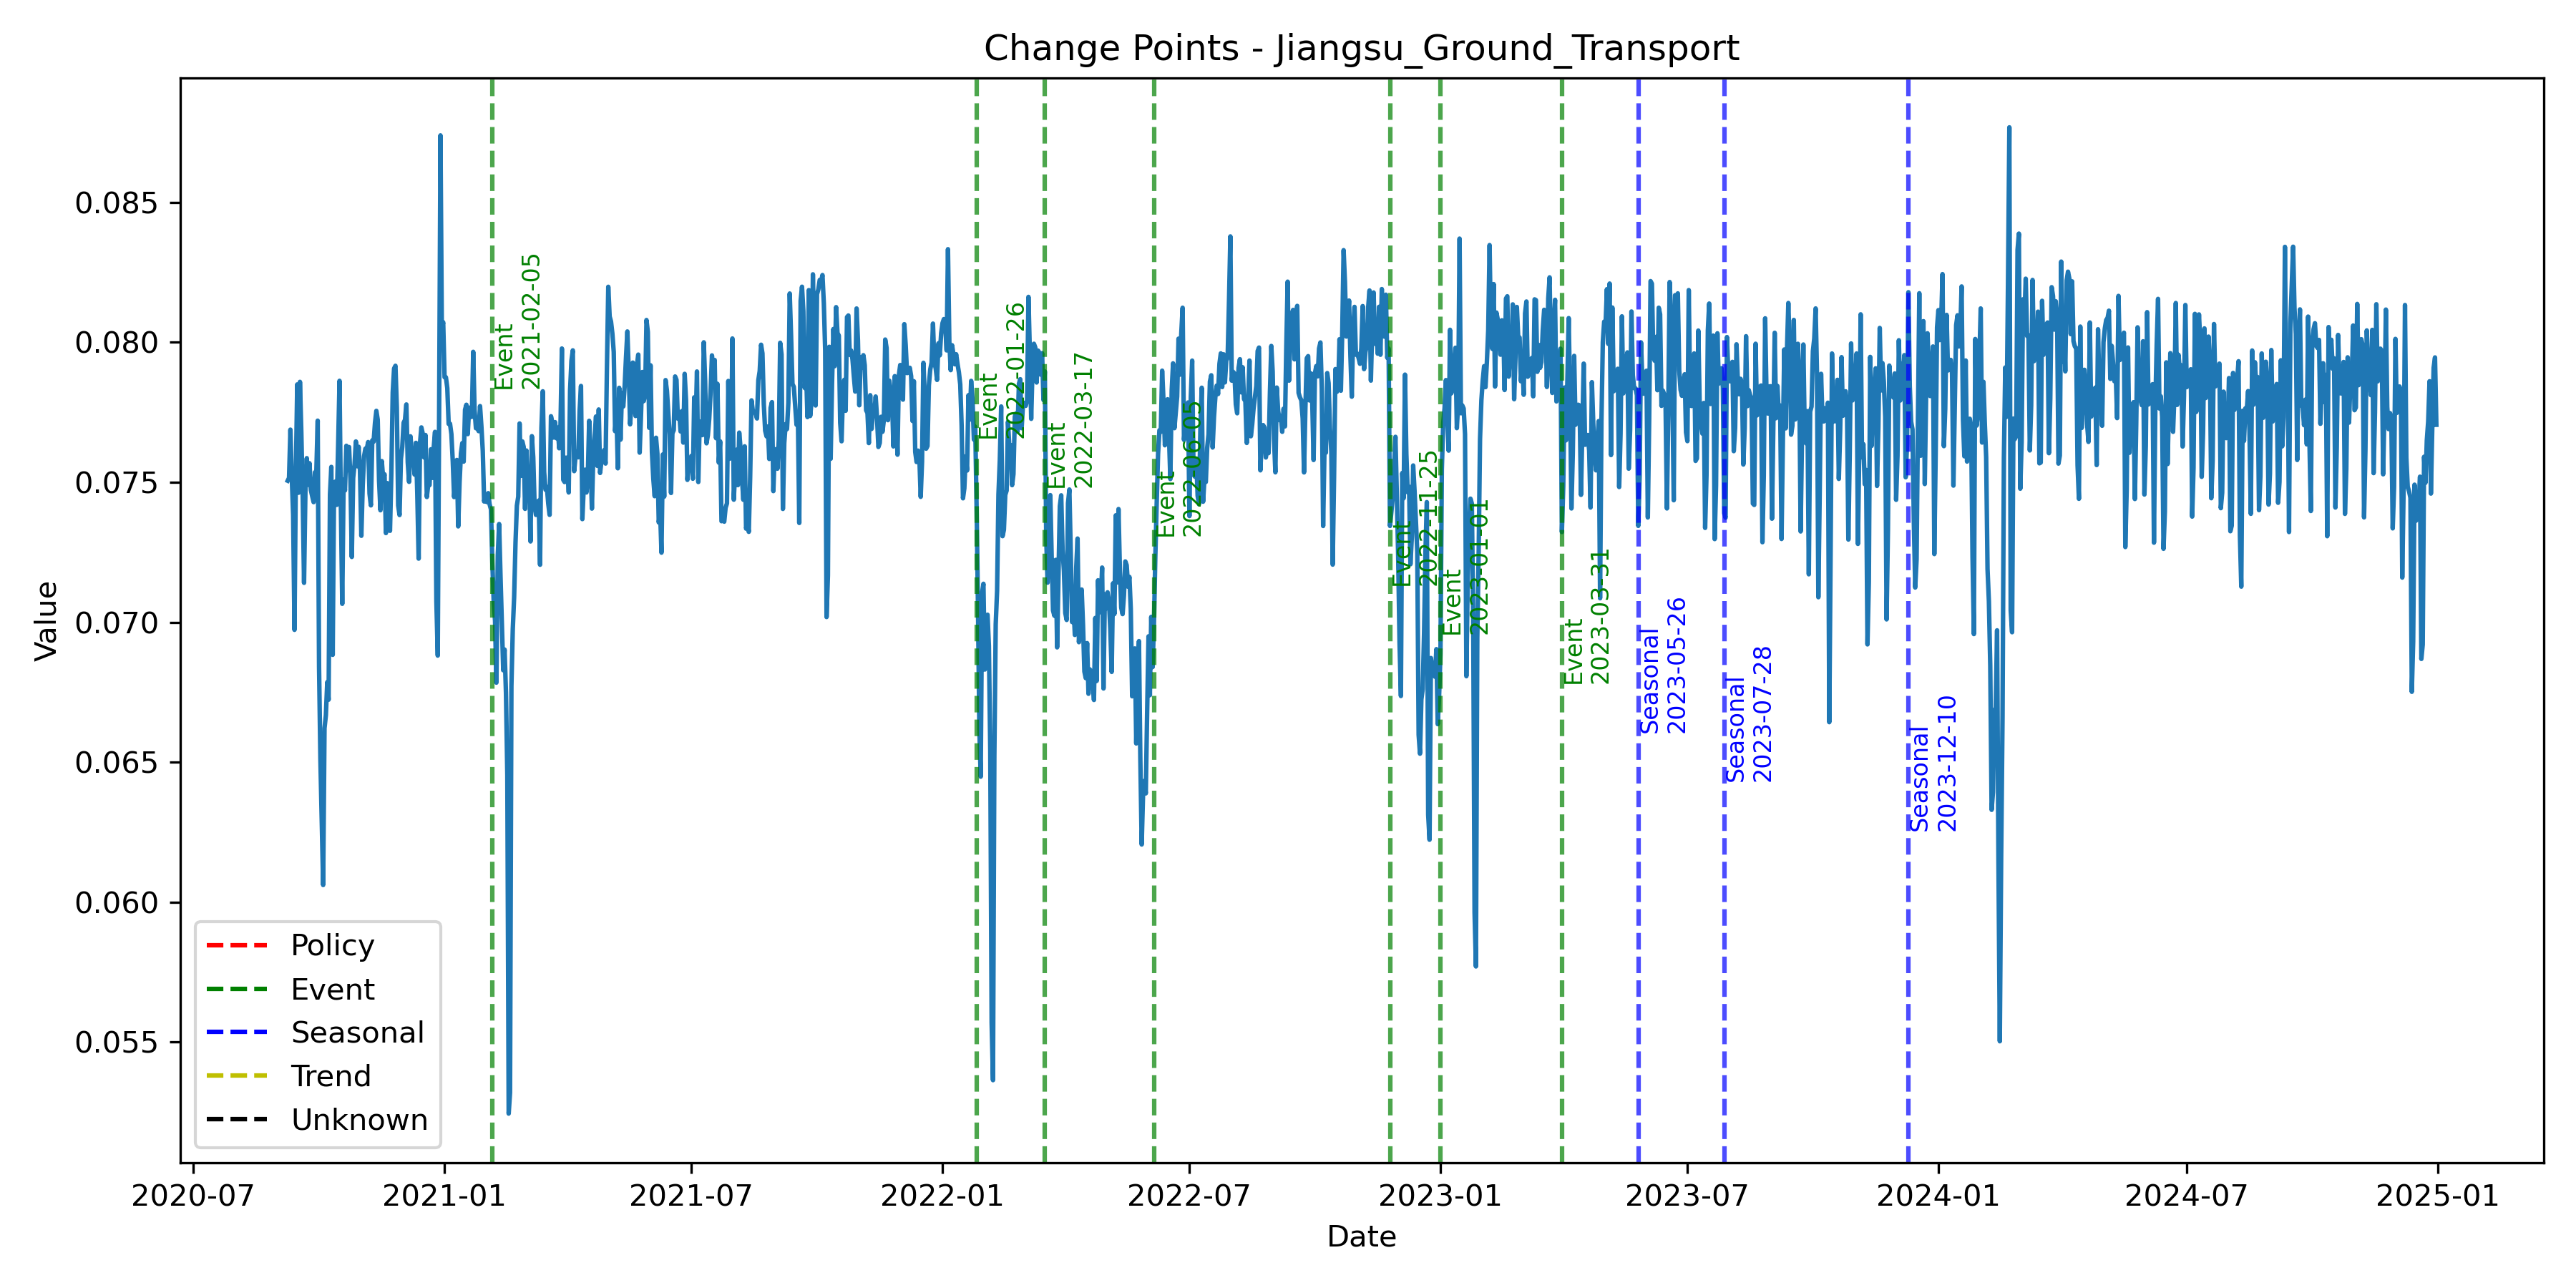 Change Points - Jiangsu_Ground_Transport
Value
0.085
0.080
0.075
0.070
0.065
0.060
0.055
Event
2021-02-05
Event
2022-01-26
Event
2022-03-17
Event
2022-06-05
Event
2022-11-25
Event
2023-01-01
Event
2023-03-31
Seasonal
2023-05-26
Seasonal
2023-07-28
Seasonal
2023-12-10
Policy
Event
Seasonal
Trend
Unknown
2020-07
2021-01
2021-07
2022-01
2022-07
2023-01
2023-07
2024-01
2024-07
2025-01
Date